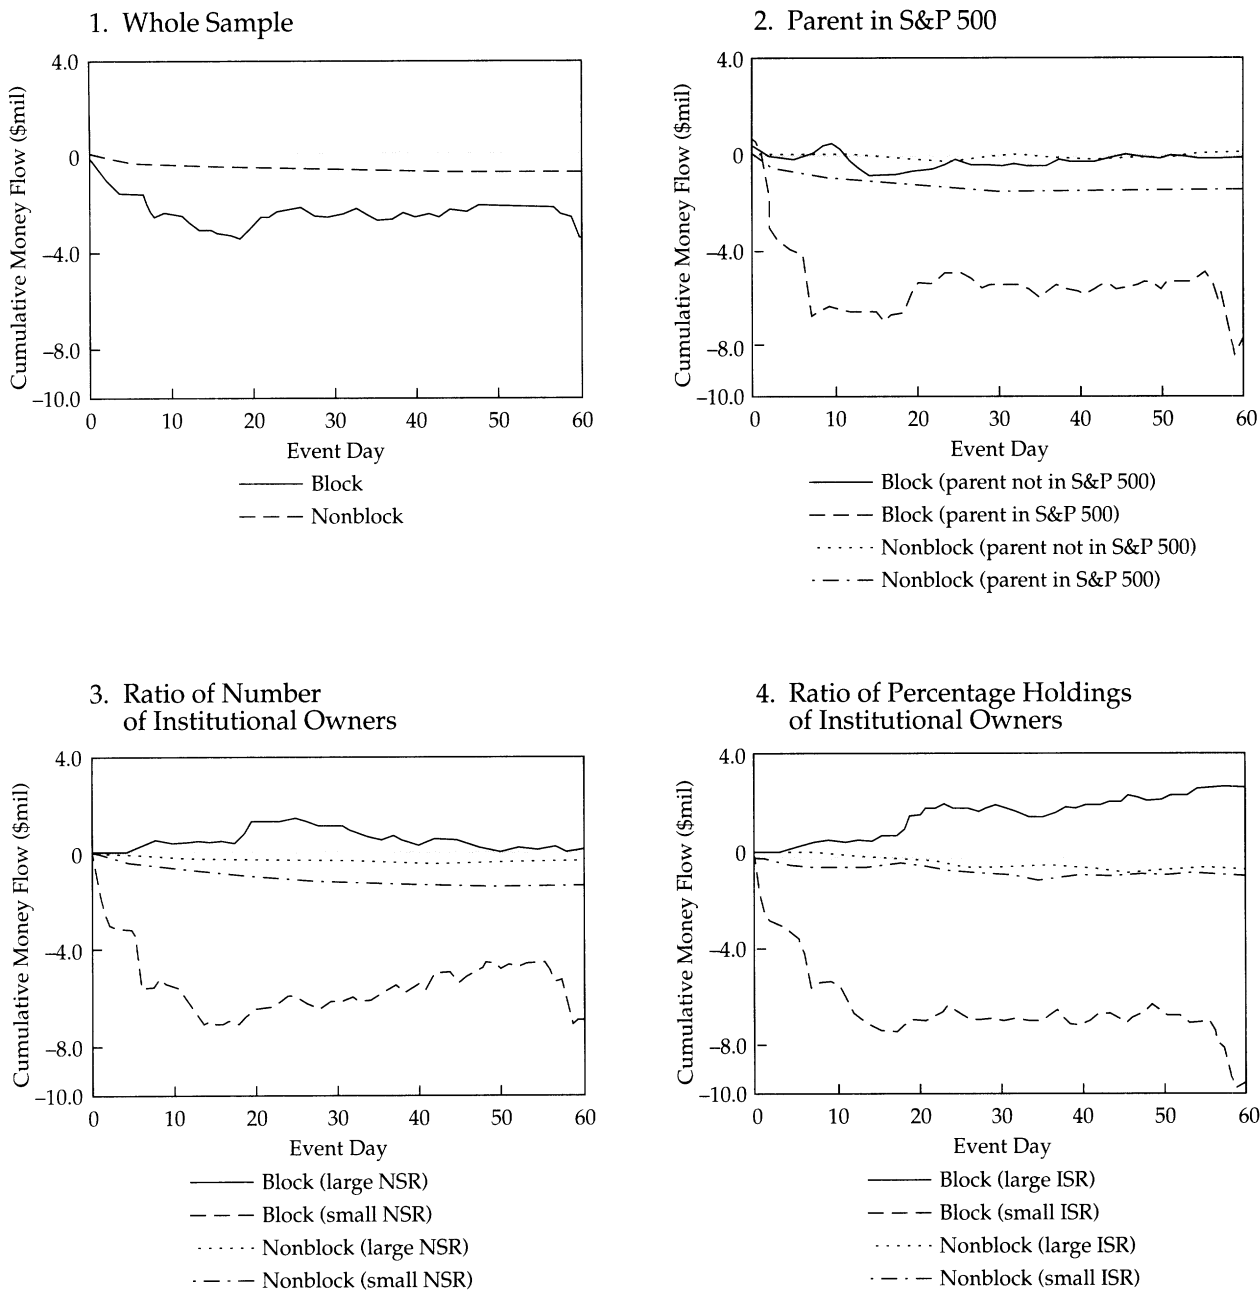 1. Whole Sample
Cumulative Money Flow ($mil)
4.0
0
–4.0
–8.0
–10.0
0 10 20 30 40 50 60
Event Day
Block
Nonblock
2. Parent in S&P 500
Cumulative Money Flow ($mil)
4.0
0
–4.0
–8.0
–10.0
0 10 20 30 40 50 60
Event Day
Block (parent not in S&P 500)
Block (parent in S&P 500)
Nonblock (parent not in S&P 500)
Nonblock (parent in S&P 500)
3. Ratio of Number
of Institutional Owners
Cumulative Money Flow ($mil)
4.0
0
–4.0
–8.0
–10.0
0 10 20 30 40 50 60
Event Day
Block (large NSR)
Block (small NSR)
Nonblock (large NSR)
Nonblock (small NSR)
4. Ratio of Percentage Holdings
of Institutional Owners
Cumulative Money Flow ($mil)
4.0
0
–4.0
–8.0
–10.0
0 10 20 30 40 50 60
Event Day
Block (large ISR)
Block (small ISR)
Nonblock (large ISR)
Nonblock (small ISR)